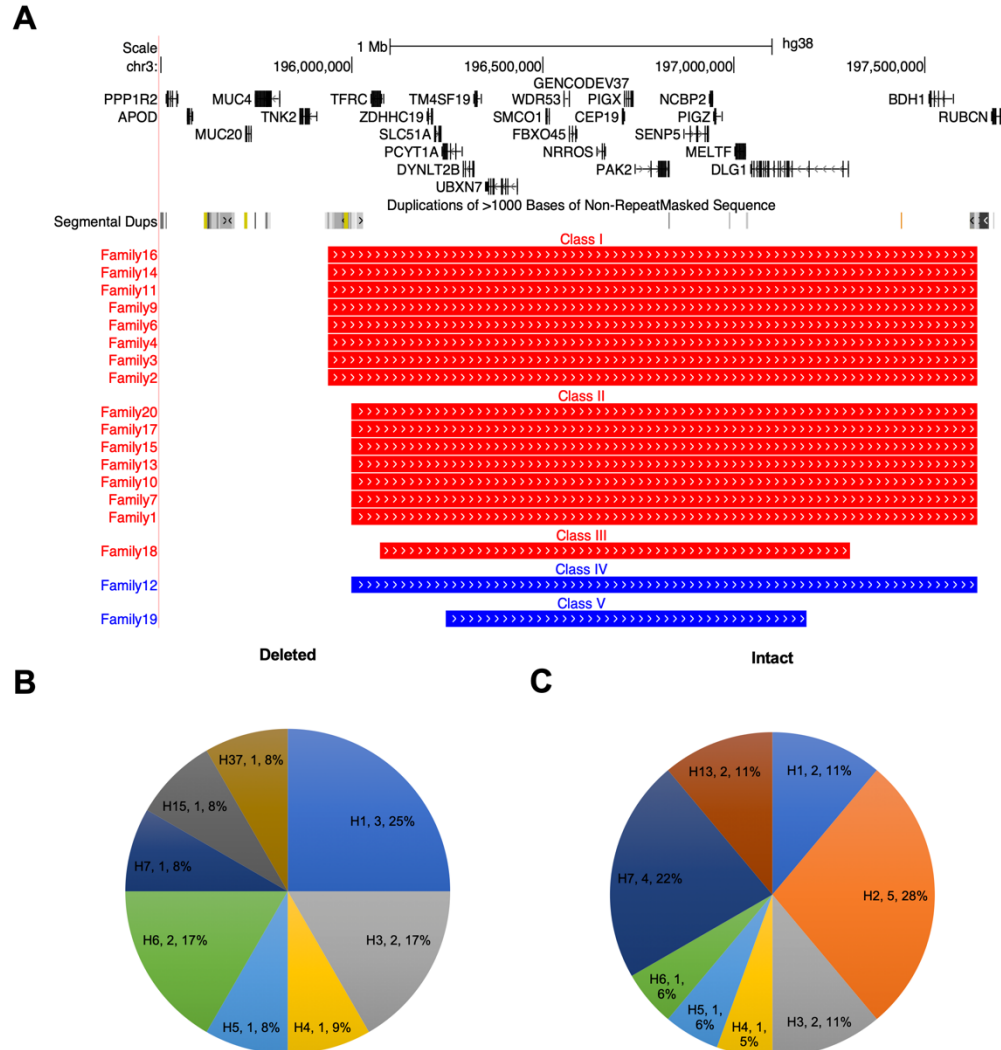 A
Scale 1 Mb hg38
chr3: 196,000,000 196,500,000 197,000,000 197,500,000
GENCODEV37
PPP1R2 MUC4 TFRC TM4SF19 WDR53 PIGX NCBP2 BDH1
APOD TNK2 ZDHHC19 SMCO1 CEP19 PIGZ RUBCN
MUC20 SLC51A FBXO45 SENP5
PCYT1A NRROS MELTF
DYNLT2B PAK2 DLG1
UBXN7
Duplications of >1000 Bases of Non-RepeatMasked Sequence
Segmental Dups
Class I
Family16
Family14
Family11
Family9
Family6
Family4
Family3
Family2
Class II
Family20
Family17
Family15
Family13
Family10
Family7
Family1
Class III
Family18
Class IV
Family12
Class V
Family19
B
Deleted
H37, 1, 8%
H1, 3, 25%
H15, 1, 8%
H7, 1, 8%
H6, 2, 17%
H3, 2, 17%
H5, 1, 8%
H4, 1, 9%
C
Intact
H13, 2, 11%
H1, 2, 11%
H7, 4, 22%
H2, 5, 28%
H6, 1,
6%
H5, 1,
6%
H4, 1,
5%
H3, 2, 11%